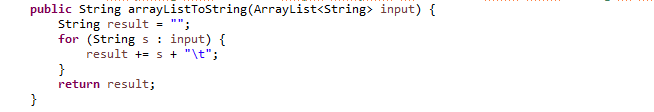 public String arrayListToString(ArrayList<String> input) {
    String result = "";
    for (String s : input) {
        result += s + "\t";
    }
    return result;
}